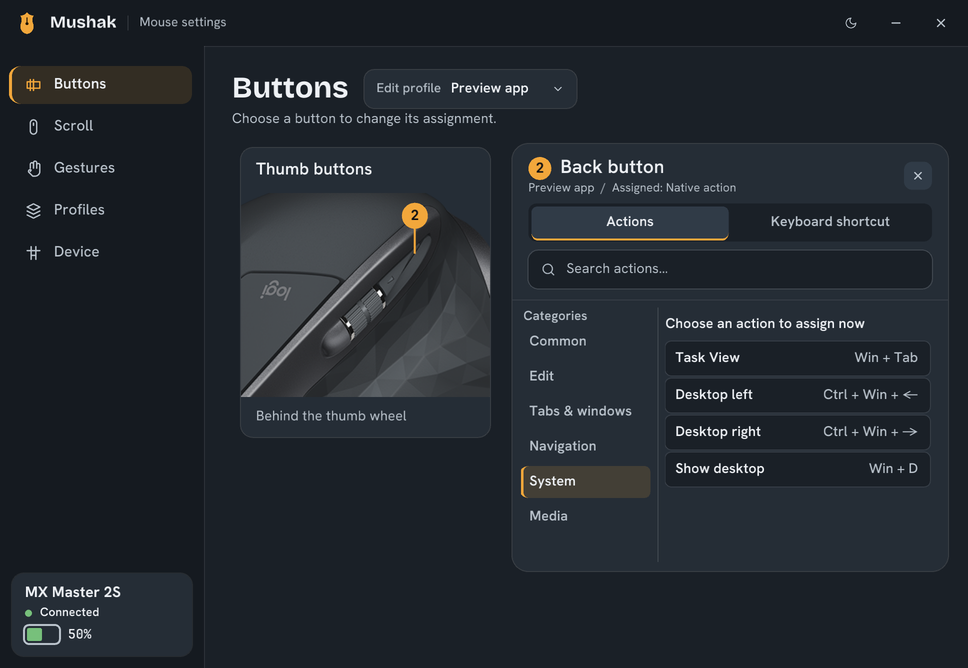 Mushak
Mouse settings
Buttons
Scroll
Gestures
Profiles
Device
MX Master 2S
Connected
50%
Buttons
Edit profile Preview app
Choose a button to change its assignment.
Thumb buttons
2
logi
Behind the thumb wheel
2 Back button
Preview app / Assigned: Native action
Actions
Keyboard shortcut
Search actions...
Categories
Common
Edit
Tabs & windows
Navigation
System
Media
Choose an action to assign now
Task View Win + Tab
Desktop left Ctrl + Win + ←
Desktop right Ctrl + Win + →
Show desktop Win + D